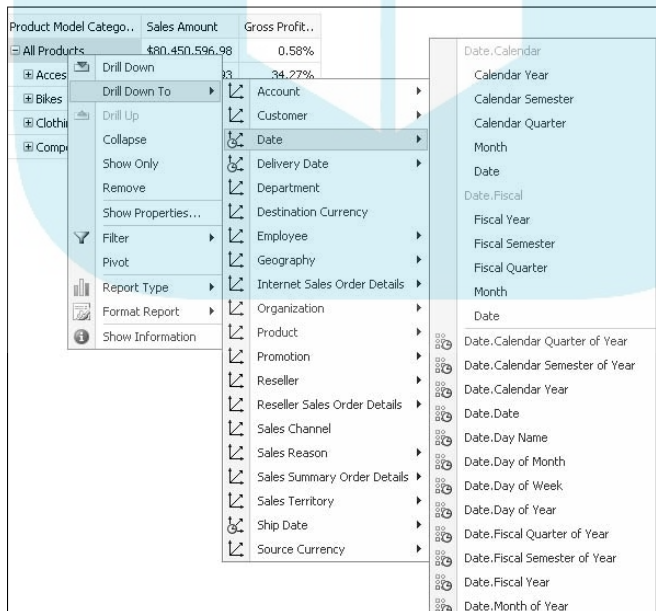 Product Model Catego.. Sales Amount Gross Profit..
All Products $80,450,596.98 0.58%
Acces 93 34.27%
Bikes
Clothi
Compo
Drill Down
Drill Down To
Drill Up
Collapse
Show Only
Remove
Show Properties...
Filter
Pivot
Report Type
Format Report
Show Information
Account
Customer
Date
Delivery Date
Department
Destination Currency
Employee
Geography
Internet Sales Order Details
Organization
Product
Promotion
Reseller
Reseller Sales Order Details
Sales Channel
Sales Reason
Sales Summary Order Details
Sales Territory
Ship Date
Source Currency
Date.Calendar
Calendar Year
Calendar Semester
Calendar Quarter
Month
Date
Date.Fiscal
Fiscal Year
Fiscal Semester
Fiscal Quarter
Month
Date
Date.Calendar Quarter of Year
Date.Calendar Semester of Year
Date.Calendar Year
Date.Date
Date.Day Name
Date.Day of Month
Date.Day of Week
Date.Day of Year
Date.Fiscal Quarter of Year
Date.Fiscal Semester of Year
Date.Fiscal Year
Date.Month of Year